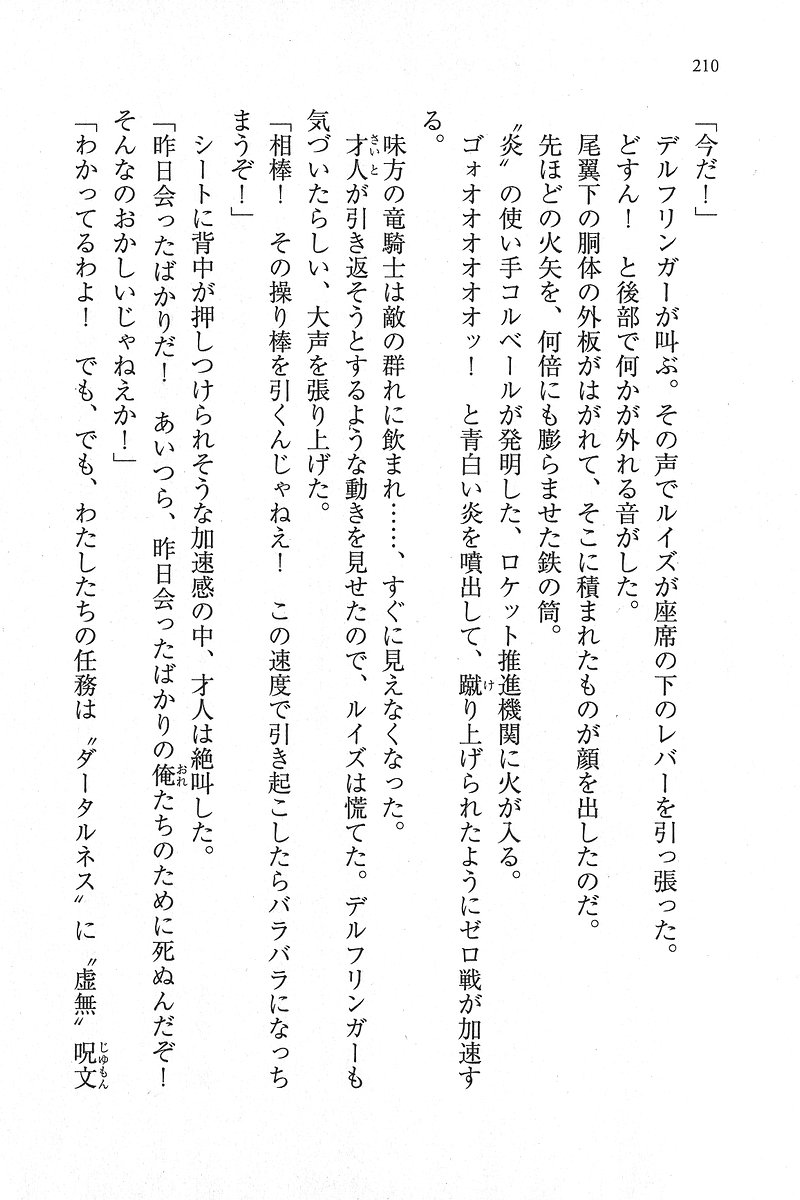 210
「今だ！」
　デルフリンガーが叫ぶ。その声でルイズが座席の下のレバーを引っ張った。
　どすん！　と後部で何かが外れる音がした。
　尾翼下の胴体の外板がはがれて、そこに積まれたものが顔を出したのだ。
　先ほどの火矢を、何倍にも膨らませた鉄の筒。
　〝炎〟の使い手コルベールが発明した、ロケット推進機関に火が入る。
　ゴォオオオオオオッ！　と青白い炎を噴出して、蹴り上げられたようにゼロ戦が加速す
る。
　味方の竜騎士は敵の群れに飲まれ……、すぐに見えなくなった。
　才人が引き返そうとするような動きを見せたので、ルイズは慌てた。デルフリンガーも
気づいたらしい、大声を張り上げた。
「相棒！　その操り棒を引くんじゃねえ！　この速度で引き起こしたらバラバラになっち
まうぞ！」
　シートに背中が押しつけられそうな加速感の中、才人は絶叫した。
「昨日会ったばかりだ！　あいつら、昨日会ったばかりの俺たちのために死ぬんだぞ！
そんなのおかしいじゃねえか！」
「わかってるわよ！　でも、でも、わたしたちの任務は〝ダータルネス〟に〝虚無〟呪文